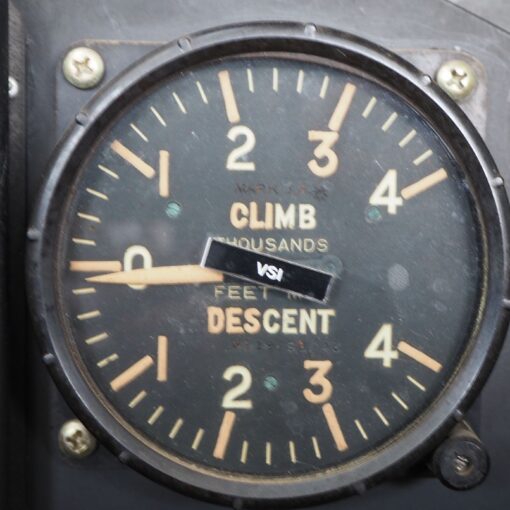 2 3
1 4
CLIMB
THOUSANDS
0
VSI
FEET
DESCENT
1 4
2 3